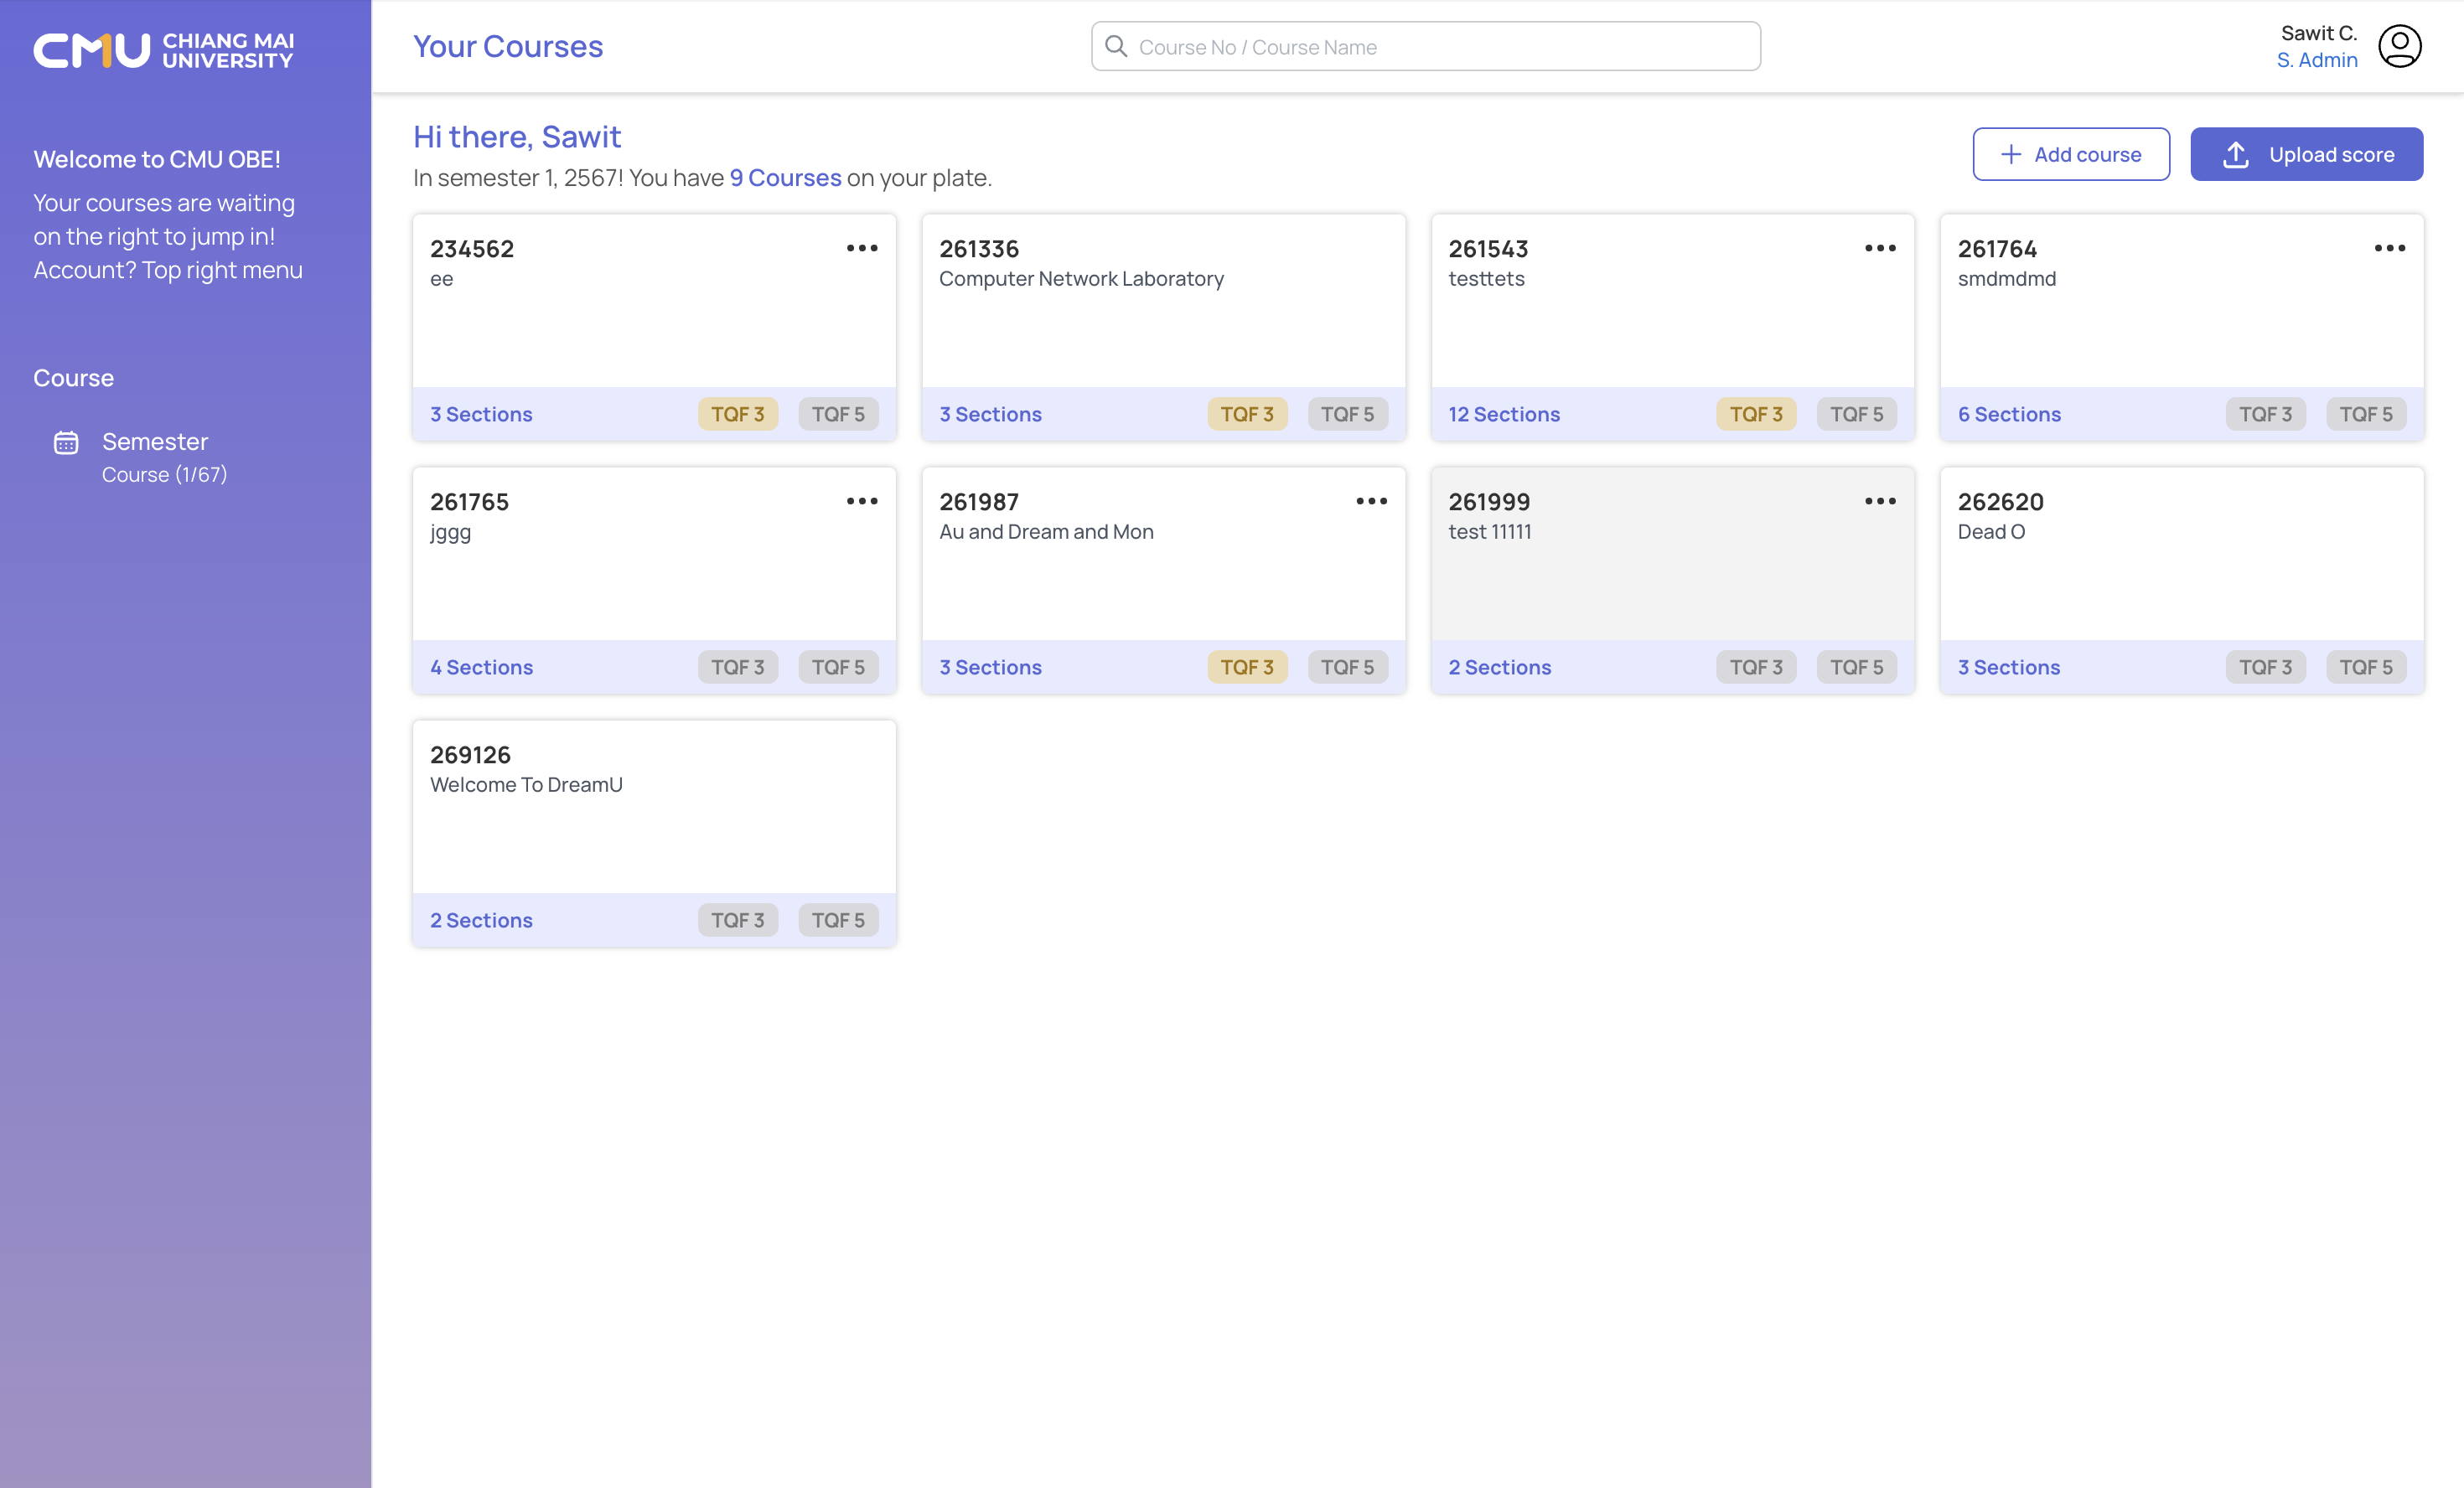 CMU CHIANG MAI
UNIVERSITY
Welcome to CMU OBE!
Your courses are waiting
on the right to jump in!
Account? Top right menu
Course
Semester
Course (1/67)
Your Courses
Course No / Course Name
Sawit C.
S. Admin
Hi there, Sawit
In semester 1, 2567! You have 9 Courses on your plate.
Add course
Upload score
234562
ee
3 Sections TQF 3 TQF 5
261336
Computer Network Laboratory
3 Sections TQF 3 TQF 5
261543
testtets
12 Sections TQF 3 TQF 5
261764
smdmdmd
6 Sections TQF 3 TQF 5
261765
jggg
4 Sections TQF 3 TQF 5
261987
Au and Dream and Mon
3 Sections TQF 3 TQF 5
261999
test 11111
2 Sections TQF 3 TQF 5
262620
Dead O
3 Sections TQF 3 TQF 5
269126
Welcome To DreamU
2 Sections TQF 3 TQF 5